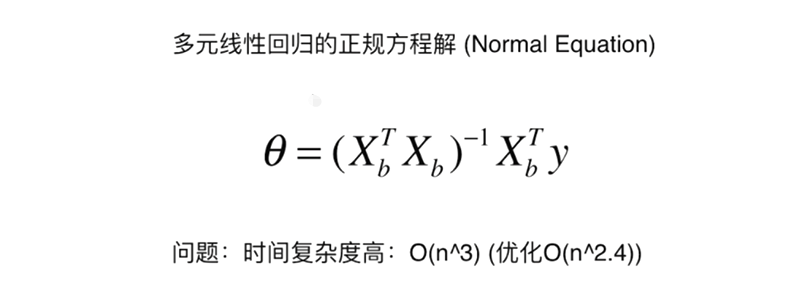 多元线性回归的正规方程解 (Normal Equation)
θ = (X_b^T X_b)^{-1} X_b^T y
问题：时间复杂度高：O(n^3) (优化O(n^2.4))